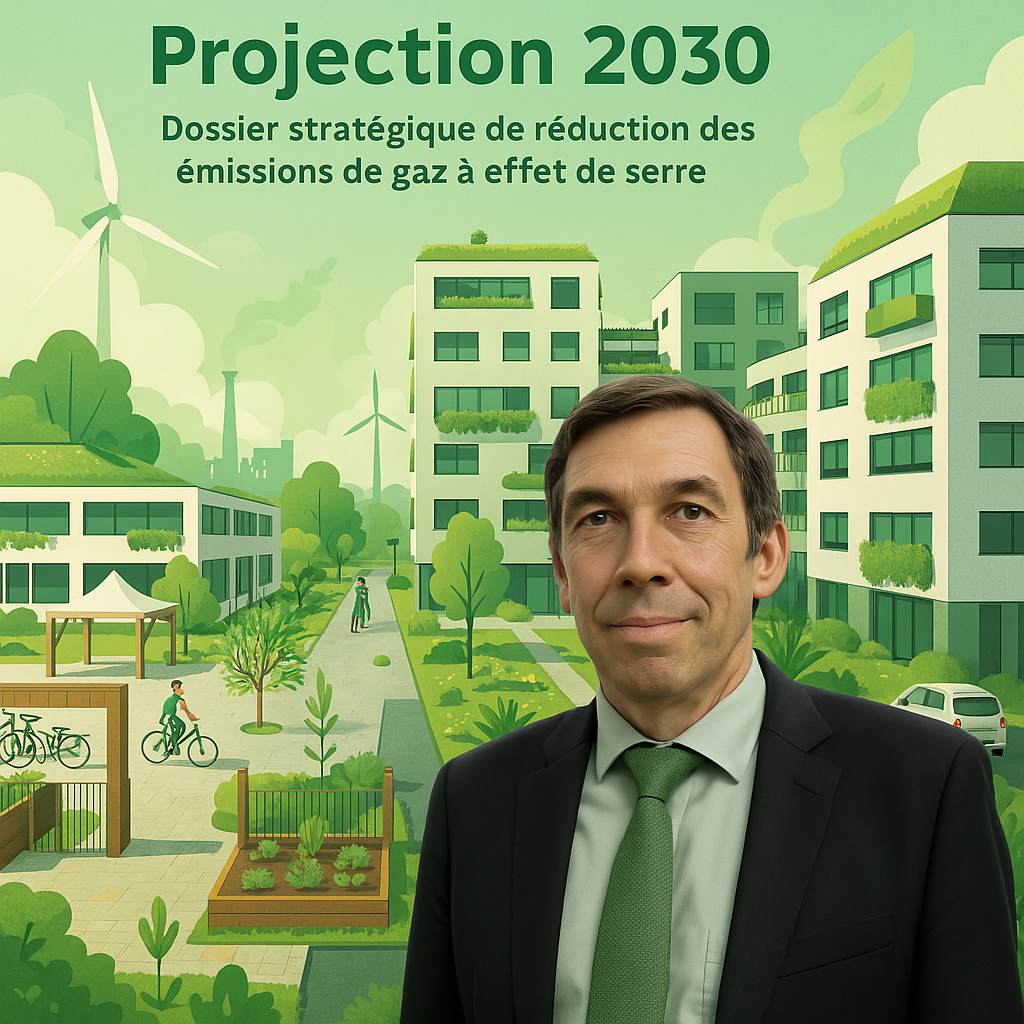 Projection 2030
Dossier stratégique de réduction des
émissions de gaz à effet de serre